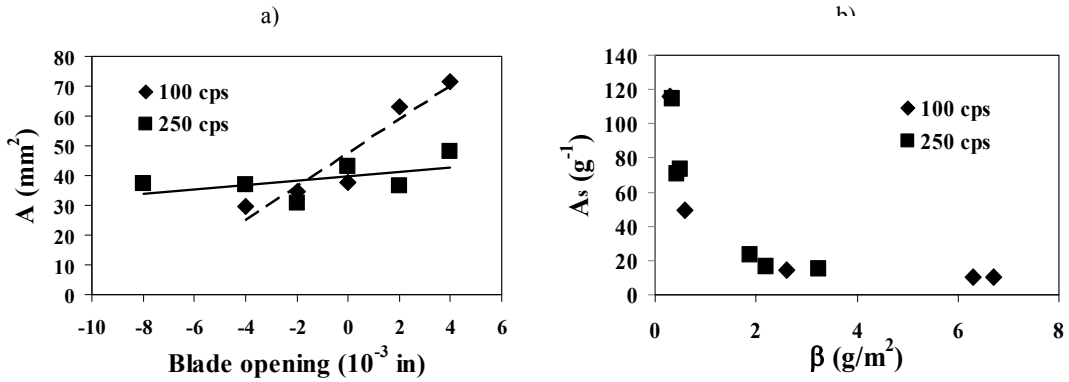 a)
80
70
60
50
40
30
20
10
0
A (mm²)
100 cps
250 cps
-10 -8 -6 -4 -2 0 2 4 6
Blade opening (10⁻³ in)
b)
140
120
100
80
60
40
20
0
As (g⁻¹)
100 cps
250 cps
0 2 4 6 8
β (g/m²)